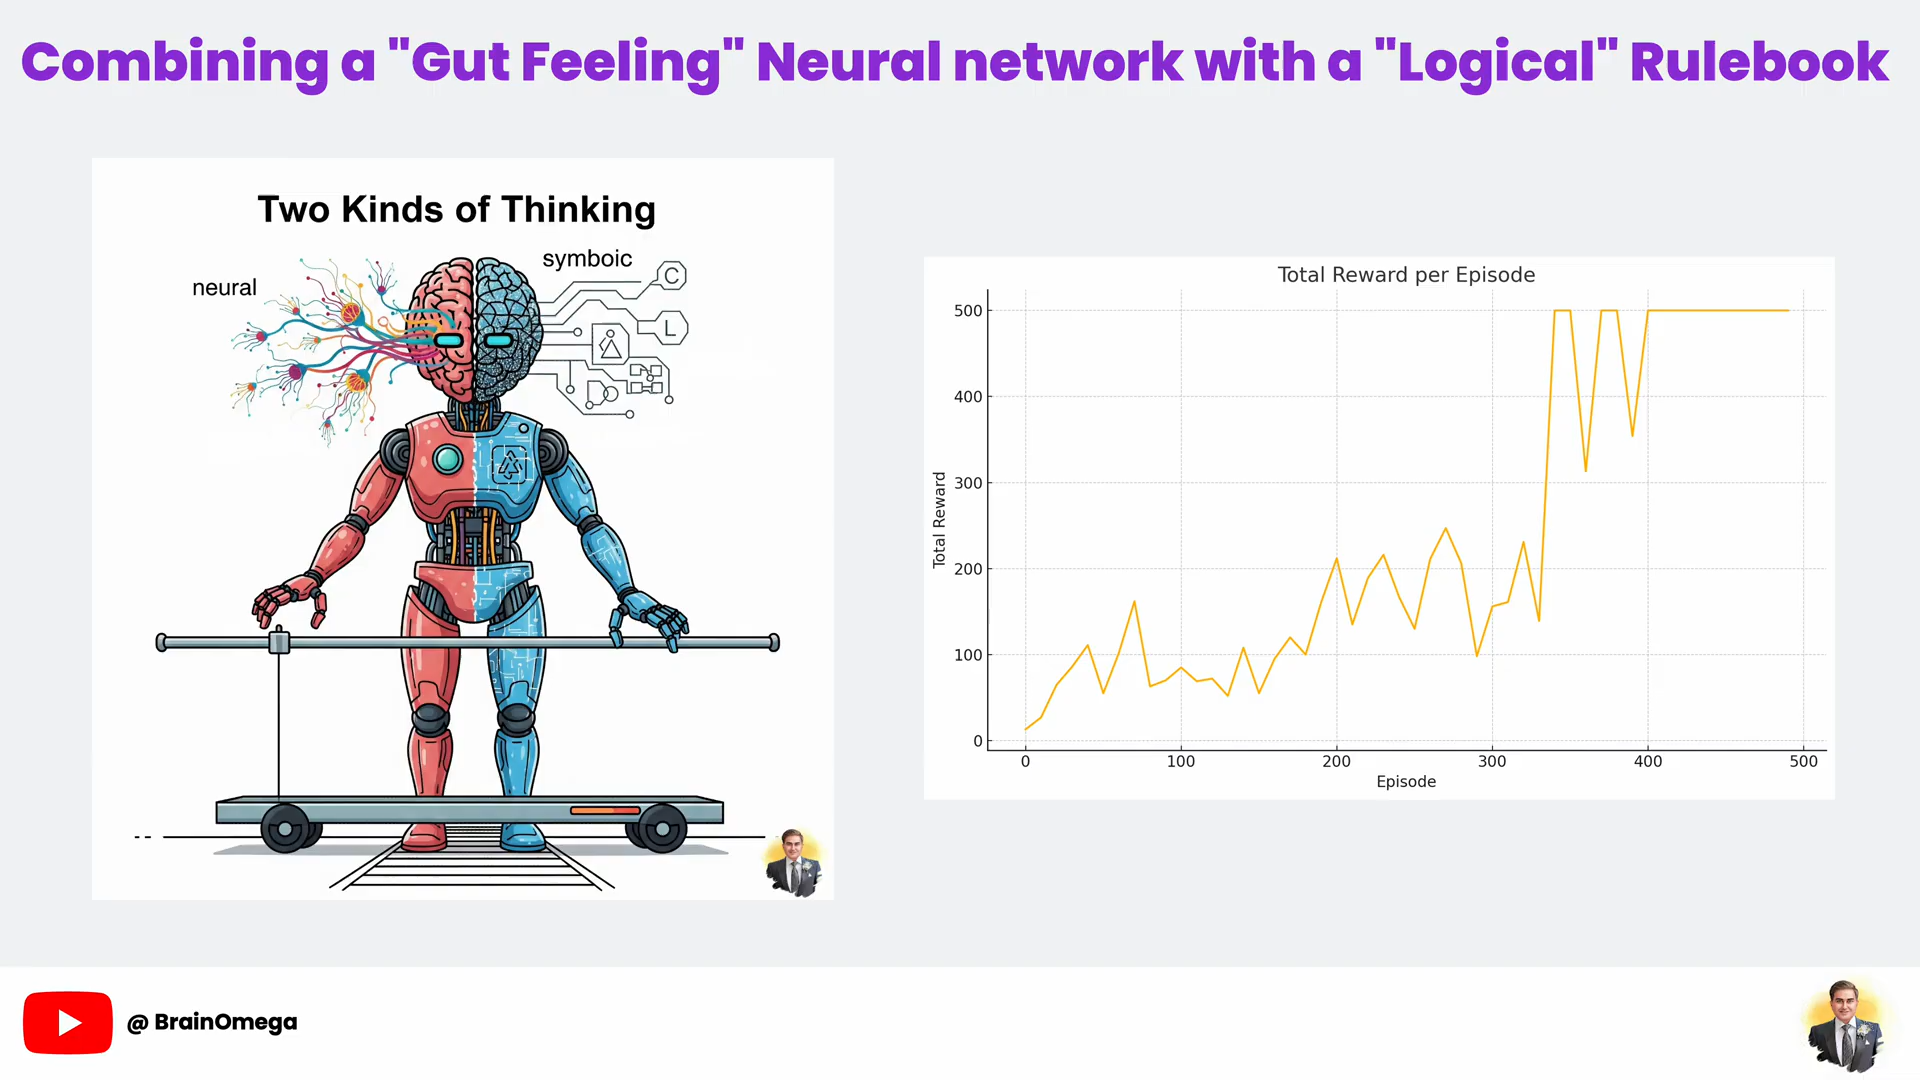 Combining a "Gut Feeling" Neural network with a "Logical" Rulebook
Two Kinds of Thinking
symboic
neural
C
L
Total Reward per Episode
500
400
300
200
100
0
Total Reward
0 100 200 300 400 500
Episode
@ BrainOmega